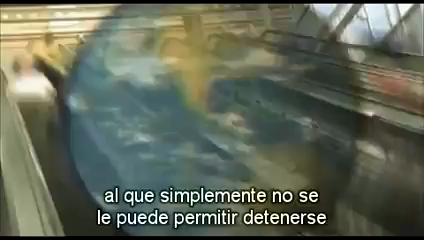 al que simplemente no se
le puede permitir detenerse